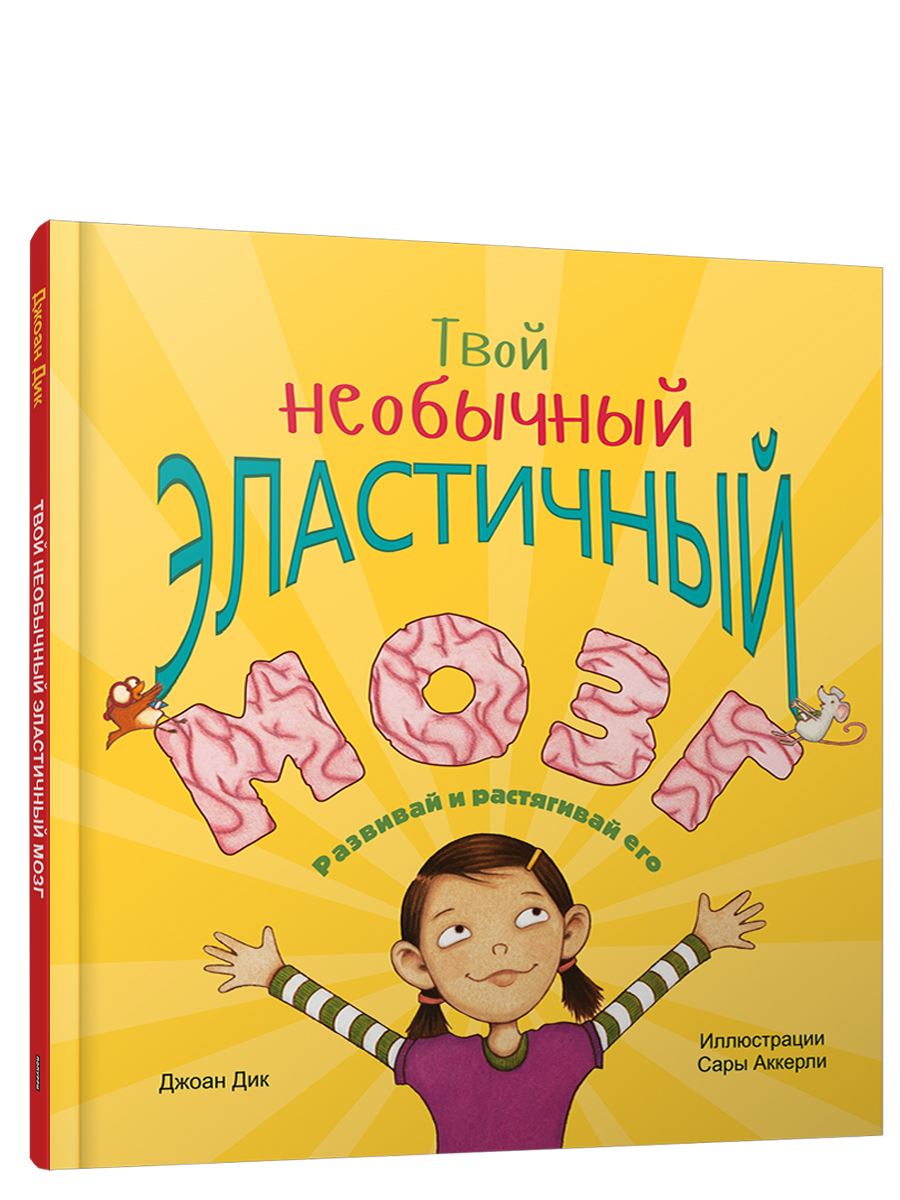 Твой
необычный
ЭЛАСТИЧНЫЙ
МОЗГ
Развивай и растягивай его
Джоан Дик
Иллюстрации
Сары Аккерли
Джоан Дик
ТВОЙ НЕОБЫЧНЫЙ ЭЛАСТИЧНЫЙ МОЗГ